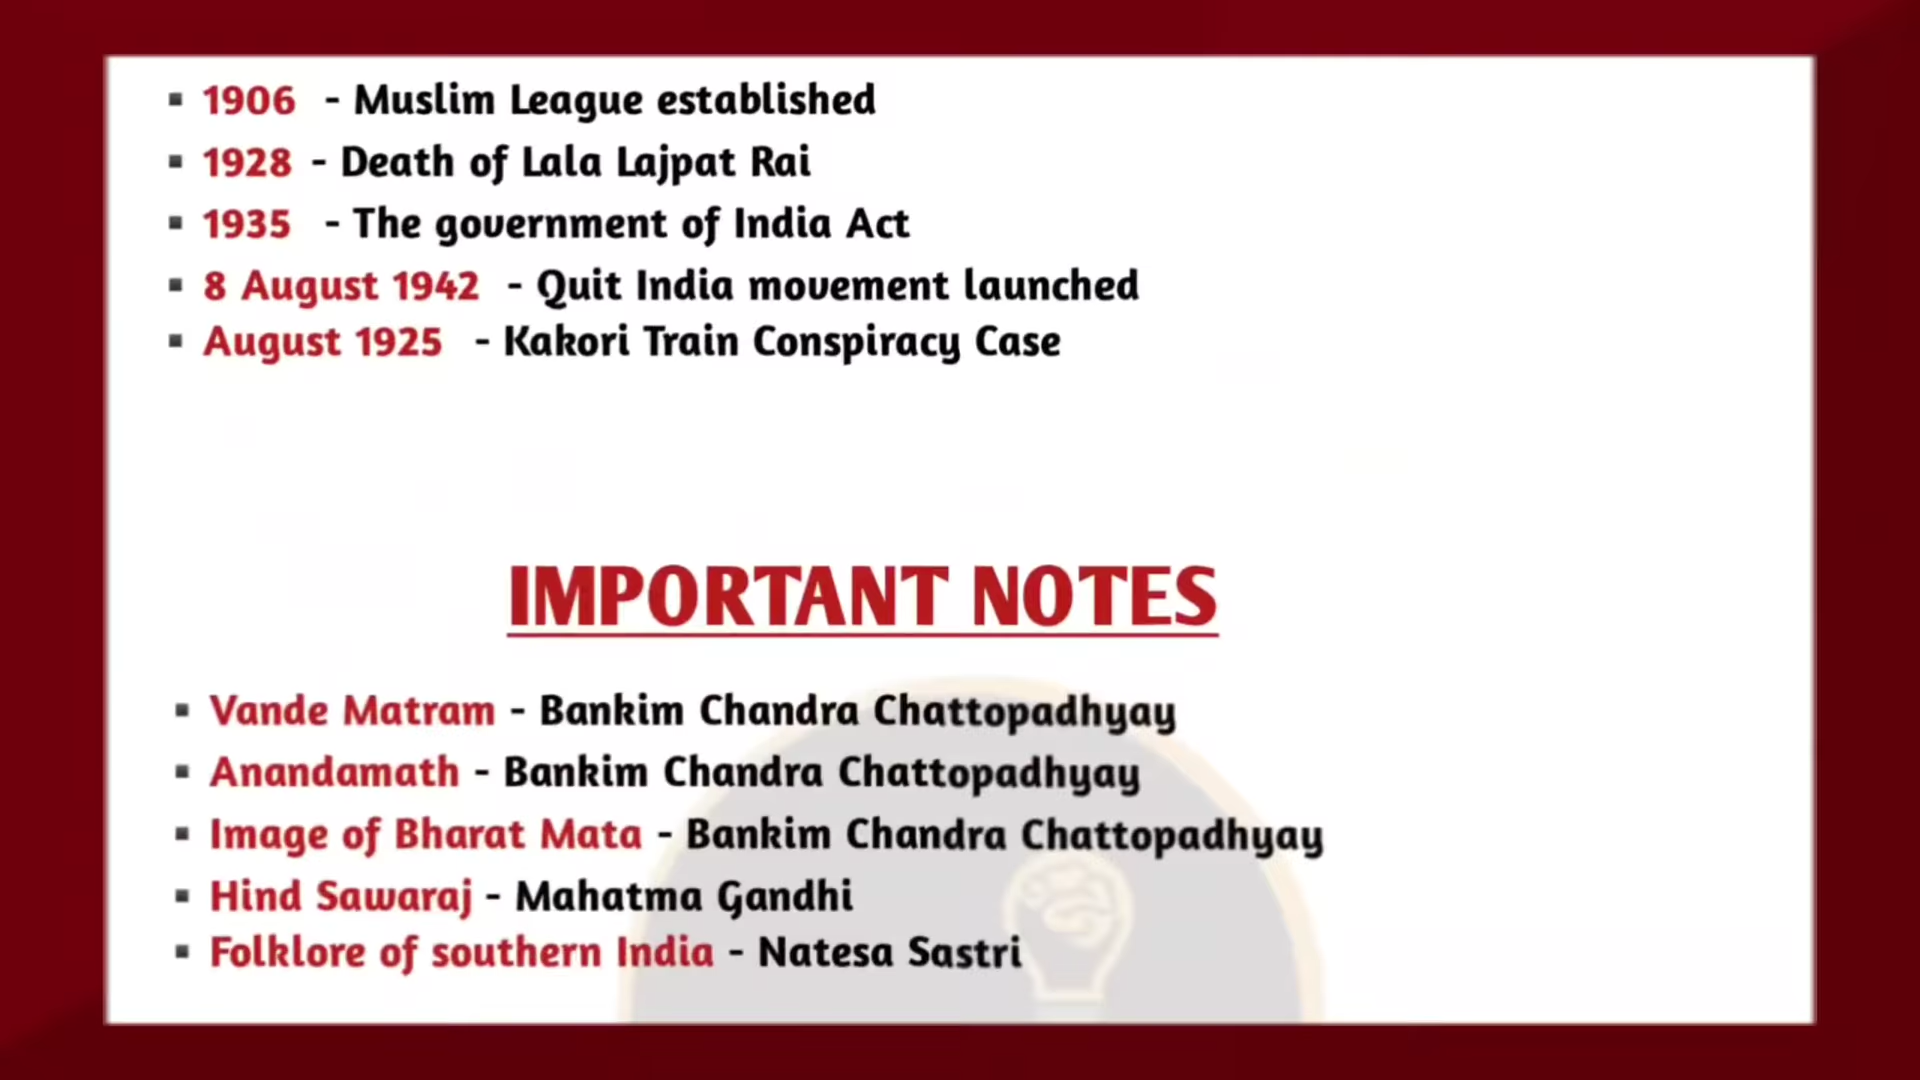 ▪ 1906 - Muslim League established
▪ 1928 - Death of Lala Lajpat Rai
▪ 1935 - The government of India Act
▪ 8 August 1942 - Quit India movement launched
▪ August 1925 - Kakori Train Conspiracy Case
IMPORTANT NOTES
▪ Vande Matram - Bankim Chandra Chattopadhyay
▪ Anandamath - Bankim Chandra Chattopadhyay
▪ Image of Bharat Mata - Bankim Chandra Chattopadhyay
▪ Hind Sawaraj - Mahatma Gandhi
▪ Folklore of southern India - Natesa Sastri